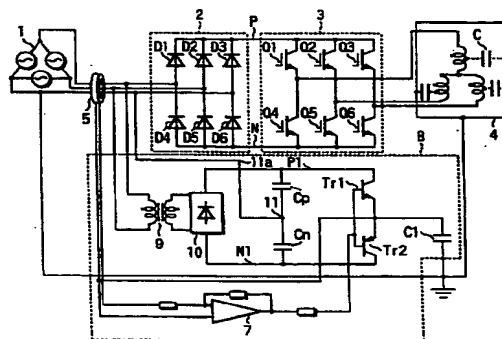 2 P 3
1 D1 D2 D3 Q1 Q2 Q3 C
5 D4 D5 D6 N Q4 Q5 Q6 4
11a P1 B
Cp Tr1
11
9 10 Cn Tr2 C1
N1
7